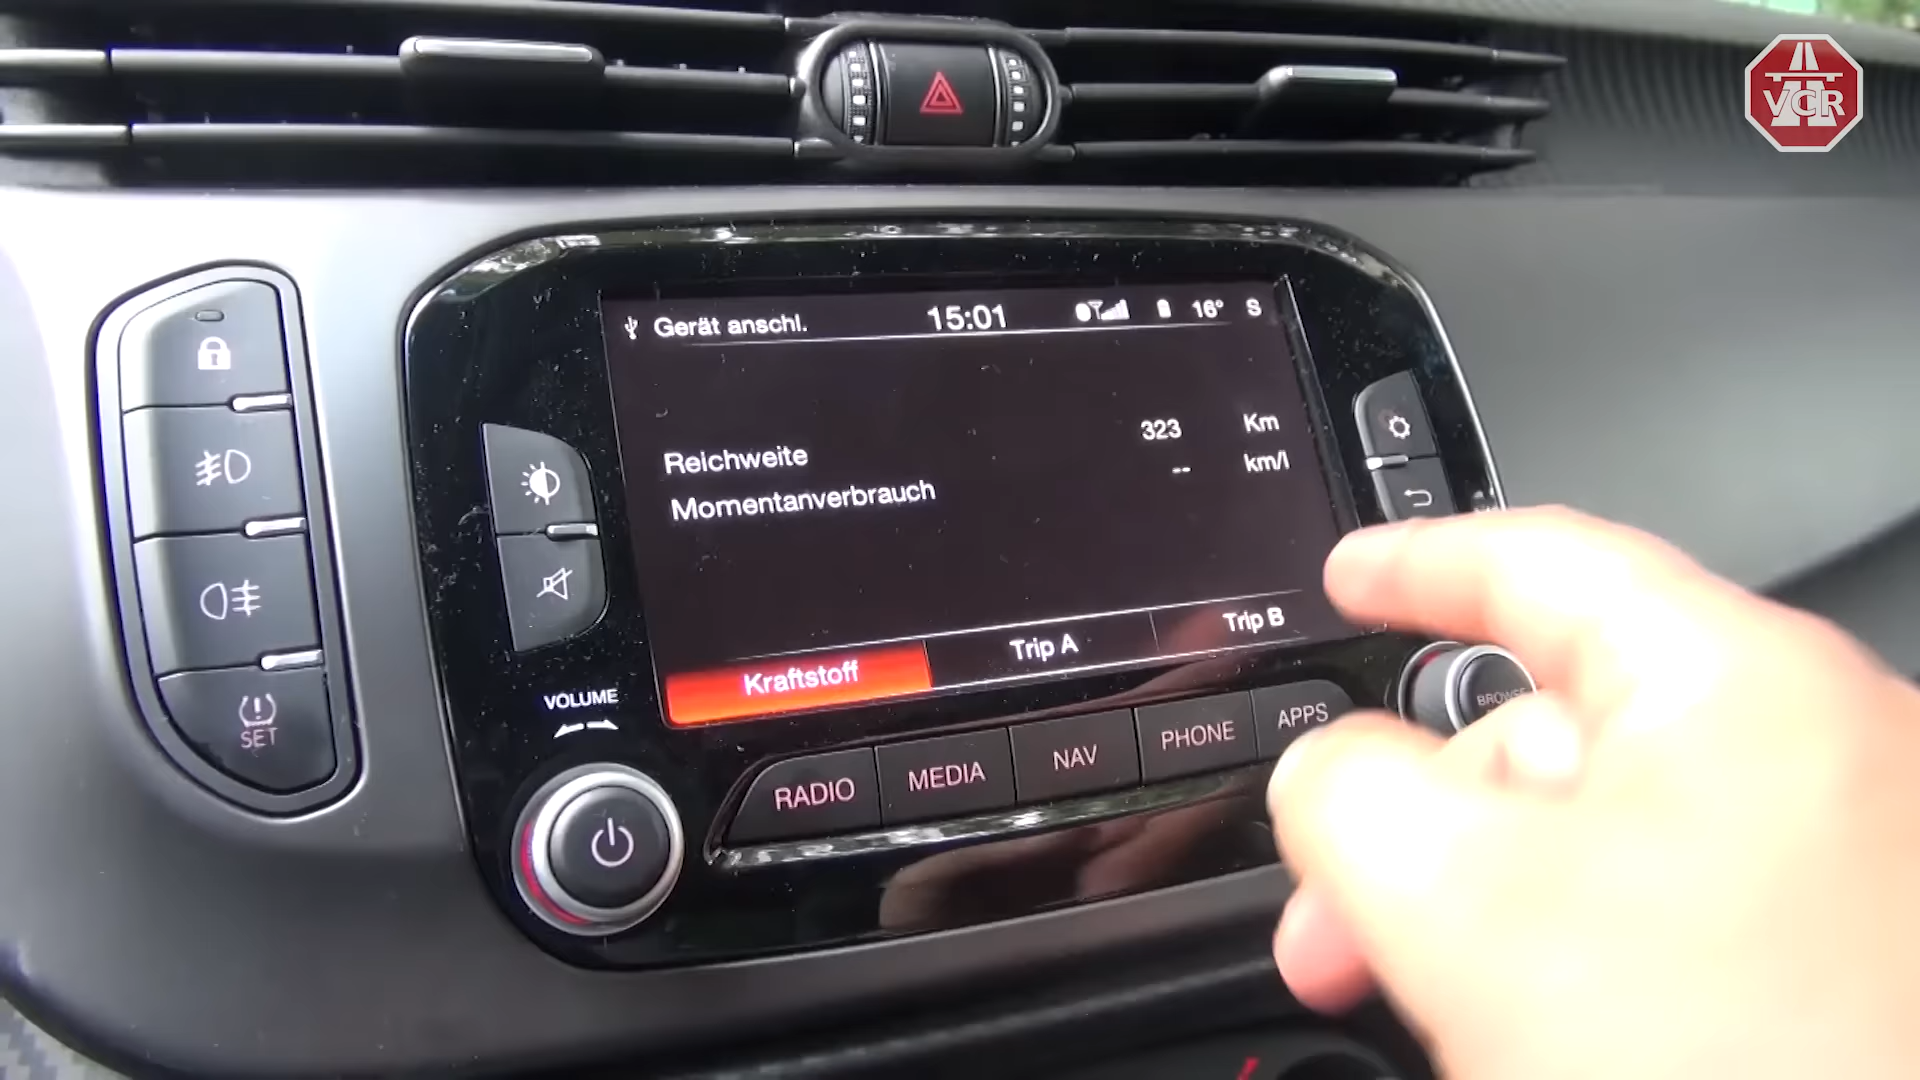 VCR
Gerät anschl.
15:01
16°
S
Reichweite
323
Km
Momentanverbrauch
--
km/l
Kraftstoff
Trip A
Trip B
VOLUME
SET
RADIO
MEDIA
NAV
PHONE
APPS
BROWSE